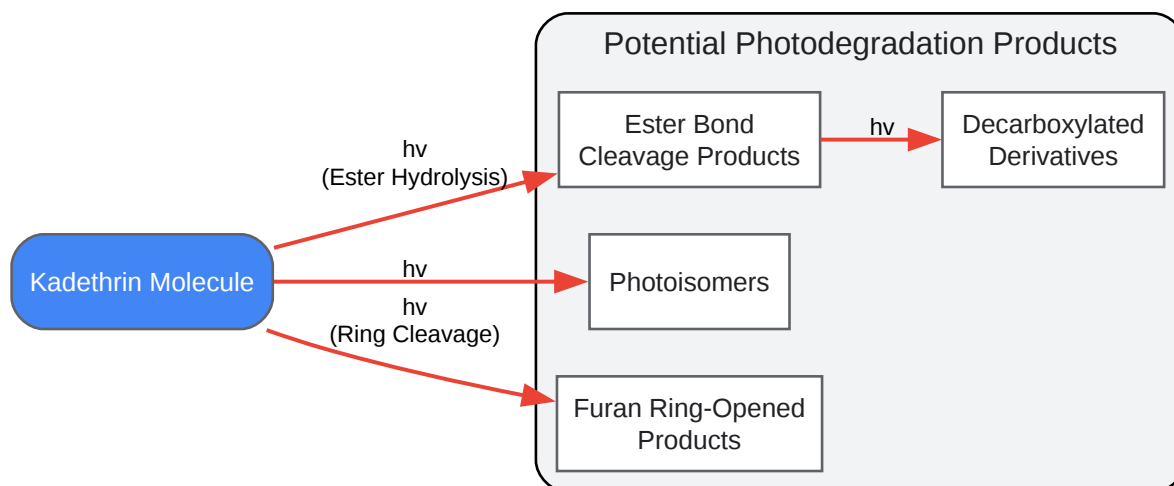 Potential Photodegradation Products
Kadethrin Molecule
hv
(Ester Hydrolysis)
Ester Bond
Cleavage Products
hv
Decarboxylated
Derivatives
hv
Photoisomers
hv
(Ring Cleavage)
Furan Ring-Opened
Products